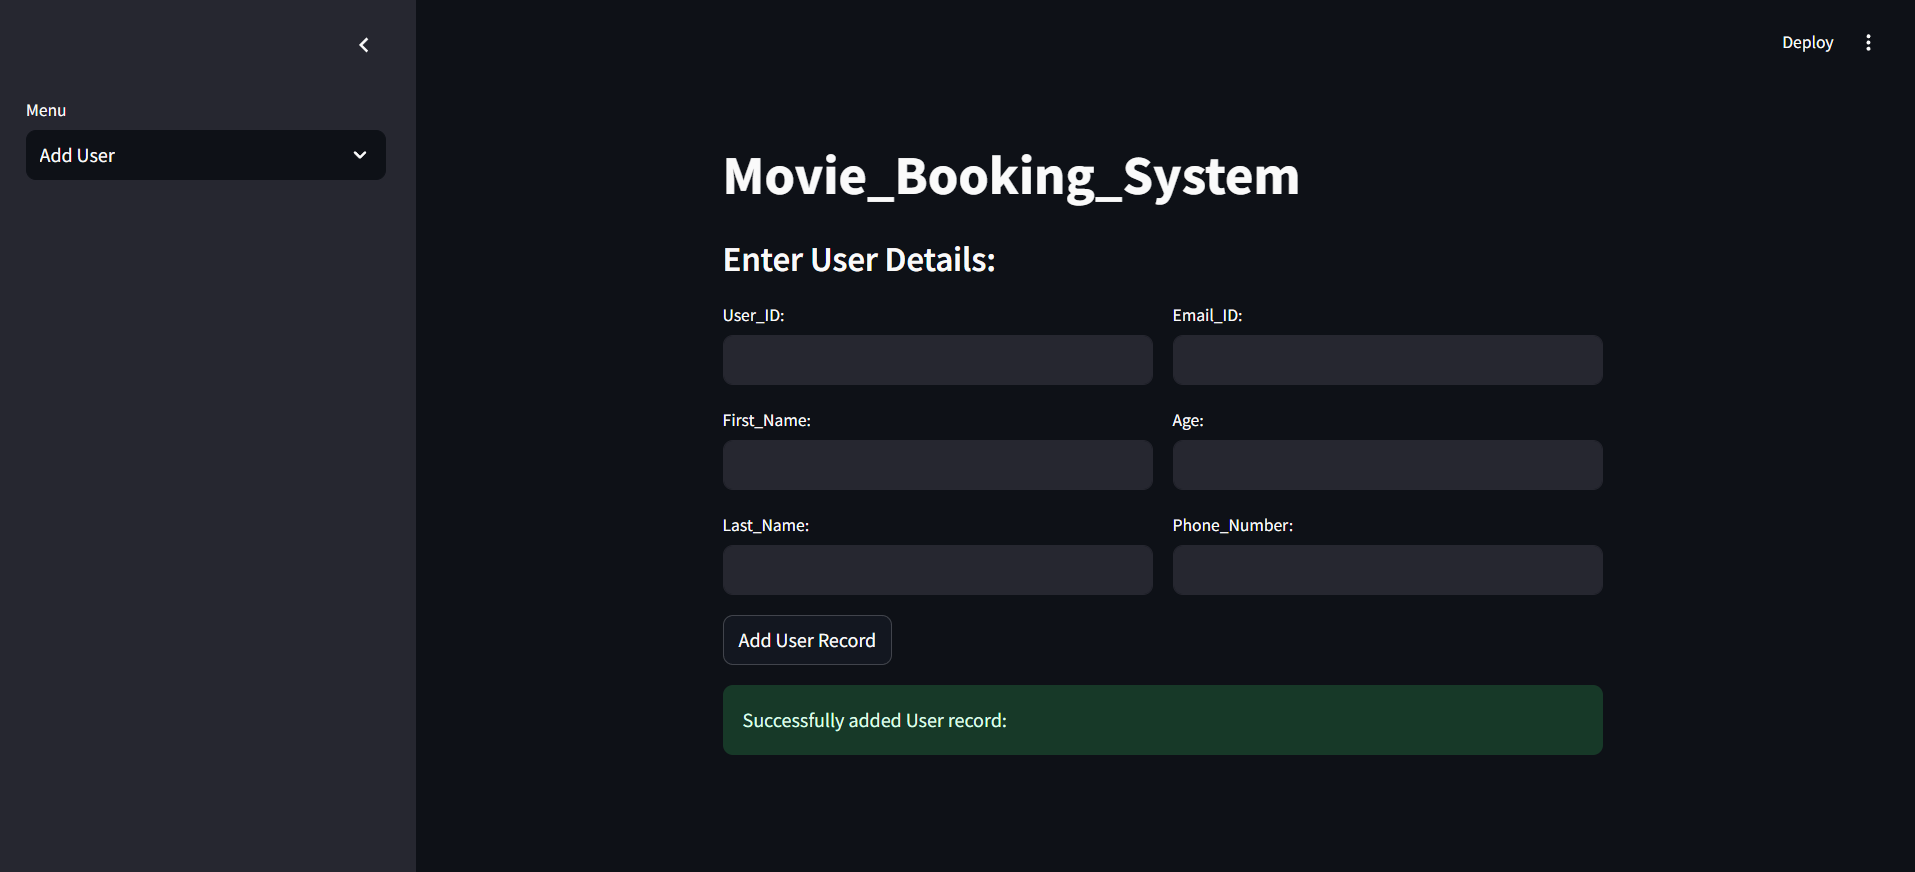 Deploy
Menu
Add User
Movie_Booking_System
Enter User Details:
User_ID:
Email_ID:
First_Name:
Age:
Last_Name:
Phone_Number:
Add User Record
Successfully added User record: